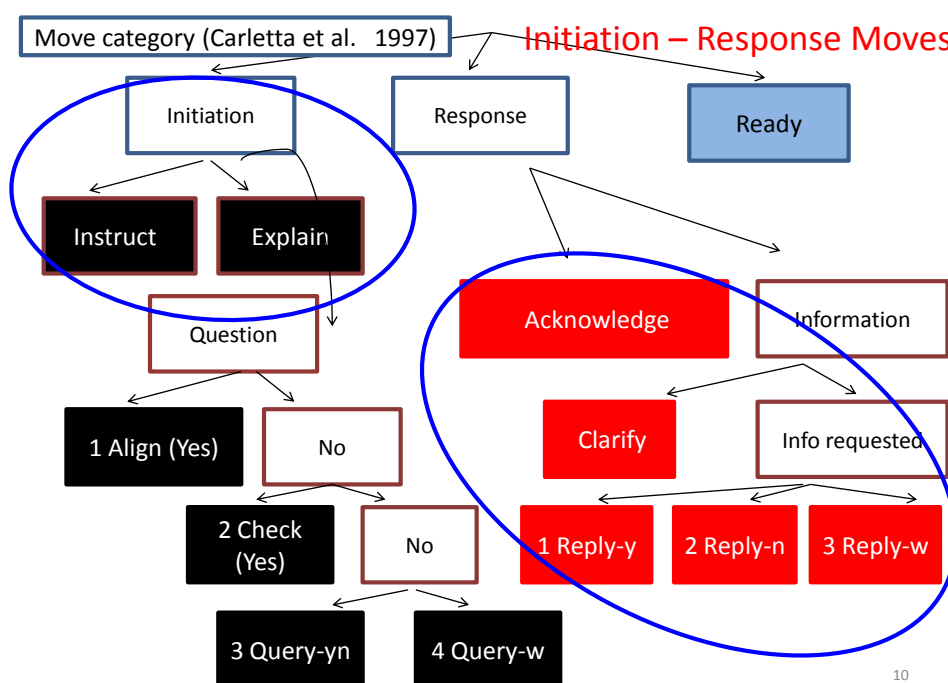 Move category (Carletta et al.   1997)
Initiation – Response Moves
Initiation
Response
Ready
Instruct
Explain
Acknowledge
Information
Question
1 Align (Yes)
No
Clarify
Info requested
2 Check
(Yes)
No
1 Reply-y
2 Reply-n
3 Reply-w
3 Query-yn
4 Query-w
10